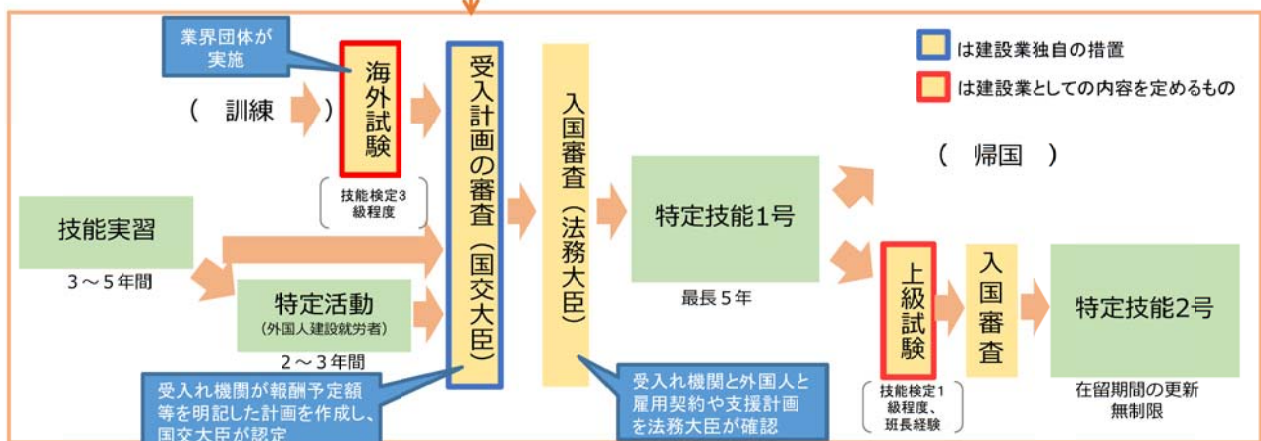 業界団体が
実施
は建設業独自の措置
は建設業としての内容を定めるもの
（　訓練　）
海外試験
技能検定3
級程度
受入計画の審査（国交大臣）
入国審査（法務大臣）
技能実習
3～5年間
特定活動
（外国人建設就労者）
2～3年間
受入れ機関が報酬予定額
等を明記した計画を作成し、
国交大臣が認定
受入れ機関と外国人と
雇用契約や支援計画
を法務大臣が確認
特定技能1号
最長5年
（　帰国　）
上級試験
技能検定1
級程度、
班長経験
入国審査
特定技能2号
在留期間の更新
無制限